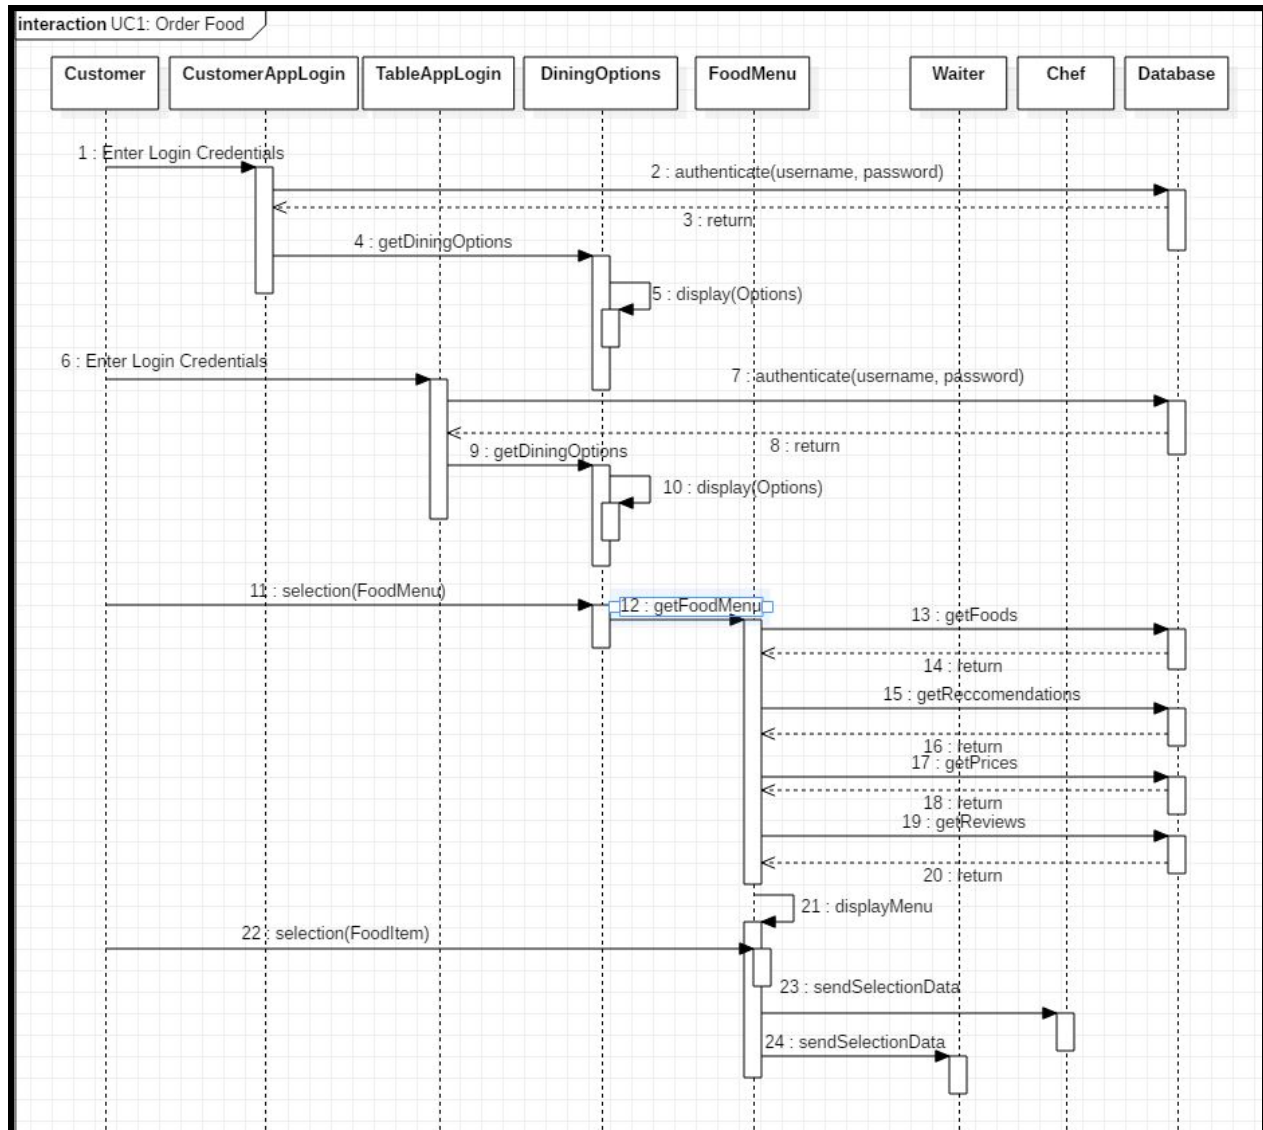 interaction UC1: Order Food
Customer
CustomerAppLogin
TableAppLogin
DiningOptions
FoodMenu
Waiter
Chef
Database
1 : Enter Login Credentials
2 : authenticate(username, password)
3 : return
4 : getDiningOptions
5 : display(Options)
6 : Enter Login Credentials
7 : authenticate(username, password)
8 : return
9 : getDiningOptions
10 : display(Options)
11 : selection(FoodMenu)
12 : getFoodMenu
13 : getFoods
14 : return
15 : getReccomendations
16 : return
17 : getPrices
18 : return
19 : getReviews
20 : return
21 : displayMenu
22 : selection(FoodItem)
23 : sendSelectionData
24 : sendSelectionData